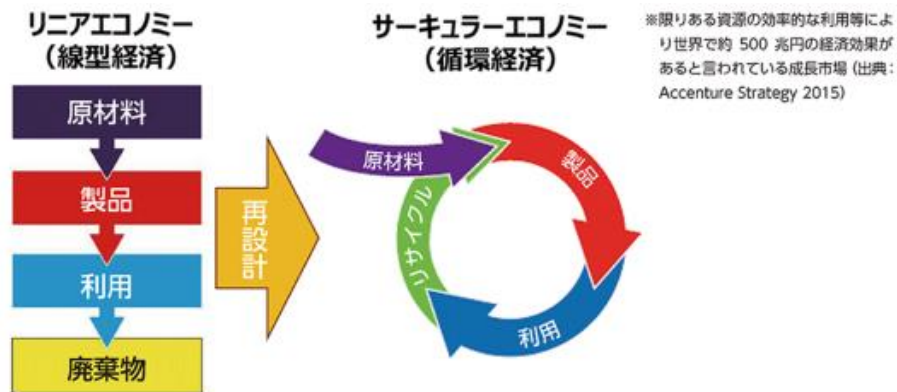 リニアエコノミー
（線型経済）
原材料
製品
利用
廃棄物
再設計
サーキュラーエコノミー
（循環経済）
原材料
製品
利用
リサイクル
※限りある資源の効率的な利用等によ
り世界で約 500 兆円の経済効果が
あると言われている成長市場（出典：
Accenture Strategy 2015）